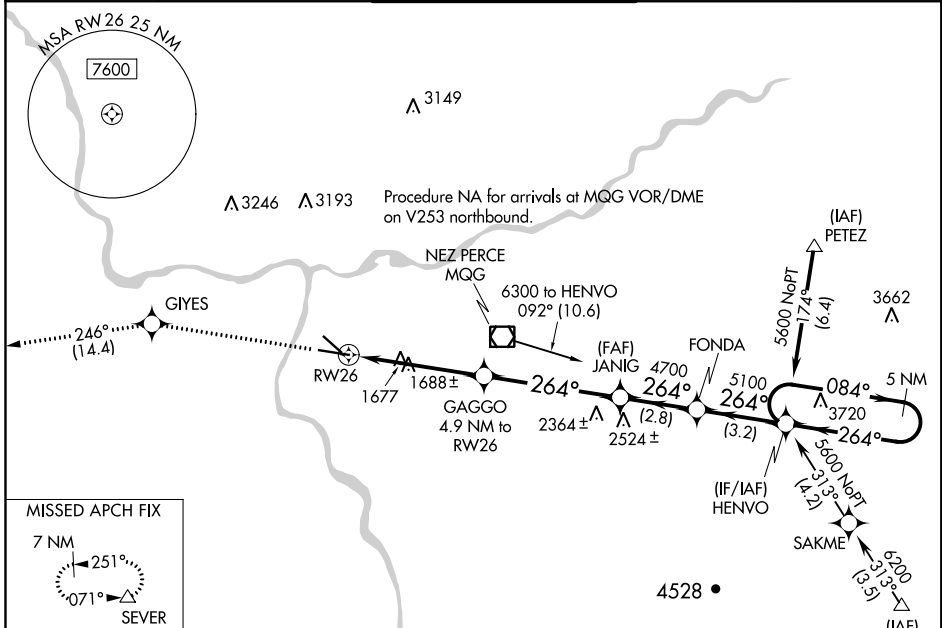 MSA RW26 25 NM
7600
3149
3246
3193
Procedure NA for arrivals at MQG VOR/DME
on V253 northbound.
(IAF)
PETEZ
NEZ PERCE
MQG
5600 NoPT
174°
(6.4)
3662
GIYES
6300 to HENVO
092° (10.6)
246°
(14.4)
(FAF)
JANIG
FONDA
4700
5100
5 NM
RW26
1677
1688±
264°
264°
264°
084°
3720
264°
GAGGO
4.9 NM to
RW26
2364±
2524±
(2.8)
(3.2)
(IF/IAF)
HENVO
5600 NoPT
313°
(4.2)
SAKME
MISSED APCH FIX
7 NM
251°
071°
SEVER
4528
6200
313°
(3.5)
(IAF)